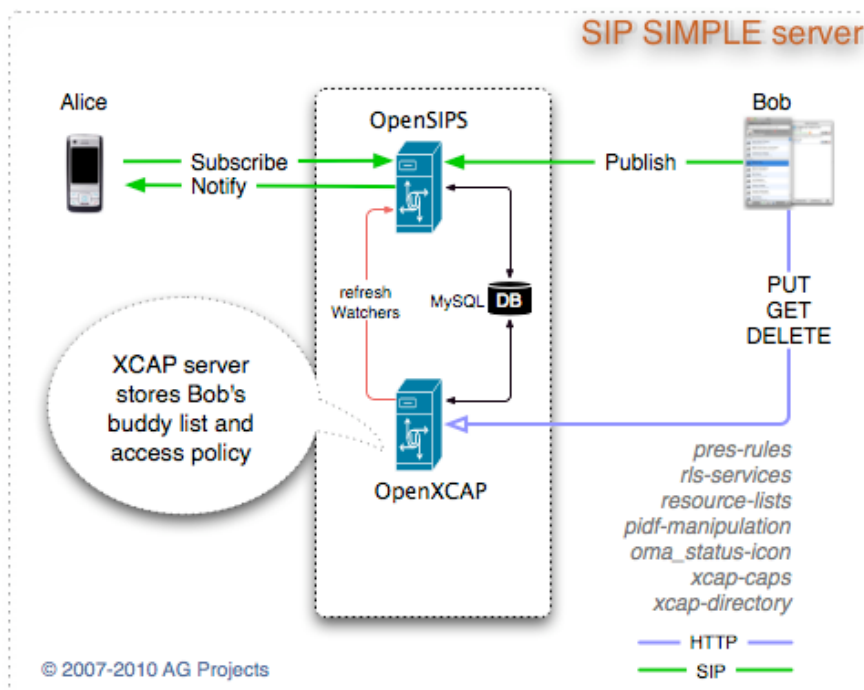 SIP SIMPLE server
Alice
OpenSIPS
Bob
Subscribe
Notify
Publish
refresh
Watchers
MySQL
DB
PUT
GET
DELETE
XCAP server
stores Bob's
buddy list and
access policy
OpenXCAP
pres-rules
rls-services
resource-lists
pidf-manipulation
oma_status-icon
xcap-caps
xcap-directory
HTTP
SIP
© 2007-2010 AG Projects